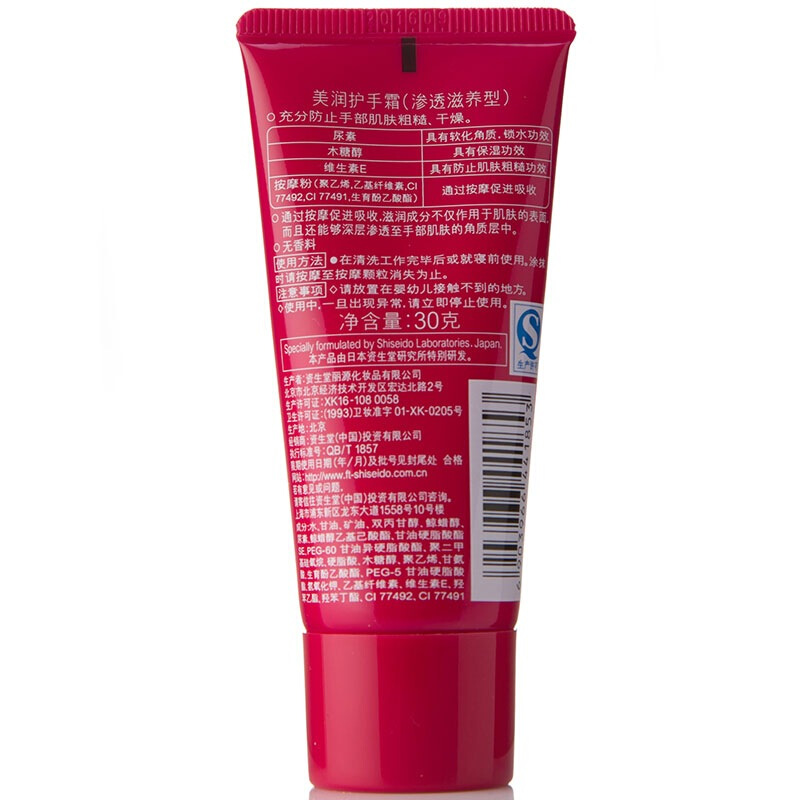 201609
美润护手霜(渗透滋养型)
○充分防止手部肌肤粗糙、干燥。
尿素 具有软化角质、锁水功效
木糖醇 具有保湿功效
维生素E 具有防止肌肤粗糙功效
按摩粉(聚乙烯,乙基纤维素,CI 77492,CI 77491,生育酚乙酸酯) 通过按摩促进吸收
○通过按摩促进吸收,滋润成分不仅作用于肌肤的表面,
而且还能够深层渗透至手部肌肤的角质层中。
○无香料
使用方法 ●在清洗工作完毕后或就寝前使用。涂抹
时请按摩至按摩颗粒消失为止。
注意事项 ◇请放置在婴幼儿接触不到的地方。
◇使用中,一旦出现异常,请立即停止使用。
净含量:30克
Specially formulated by Shiseido Laboratories. Japan.
本产品由日本资生堂研究所特别研发。
QS
生产许可
生产者:资生堂丽源化妆品有限公司
北京市北京经济技术开发区宏达北路2号
生产许可证:XK16-108 0058
卫生许可证:(1993)卫妆准字 01-XK-0205号
产地:北京
经销商:资生堂(中国)投资有限公司
执行标准号:QB/T 1857
限期使用日期(年/月)及批号见封尾处 合格
网站:http://www.ft-shiseido.com.cn
若有意见或问题,
请寄信往资生堂(中国)投资有限公司咨询。
上海市浦东新区龙东大道1558号10号楼
成分:水,甘油,矿油,双丙甘醇,鲸蜡醇,
尿素,鲸蜡醇乙基己酸酯,甘油硬脂酸酯
SE,PEG-60 甘油异硬脂酸酯,聚二甲
基硅氧烷,硬脂酸,木糖醇,聚乙烯,甘氨
酸,生育酚乙酸酯,PEG-5 甘油硬脂酸
酯,氢氧化钾,乙基纤维素,维生素E,羟
苯乙酯,羟苯丁酯,CI 77492,CI 77491
6903966441853